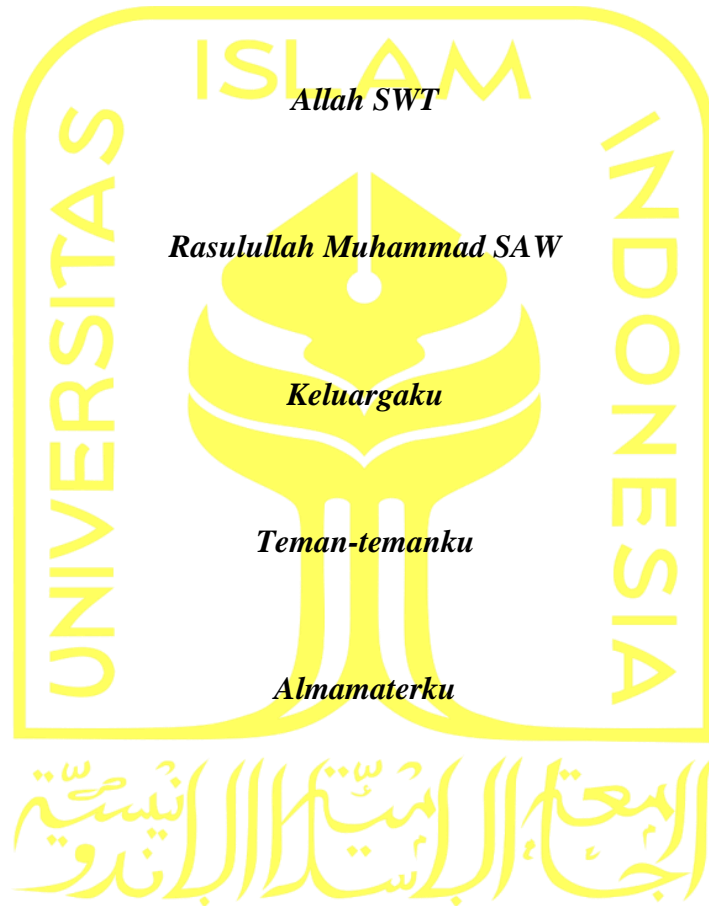 UNIVERSITAS
ISLAM
INDONESIA
Allah SWT
Rasulullah Muhammad SAW
Keluargaku
Teman-temanku
Almamaterku
الجامعة الإسلامية الإندونيسية